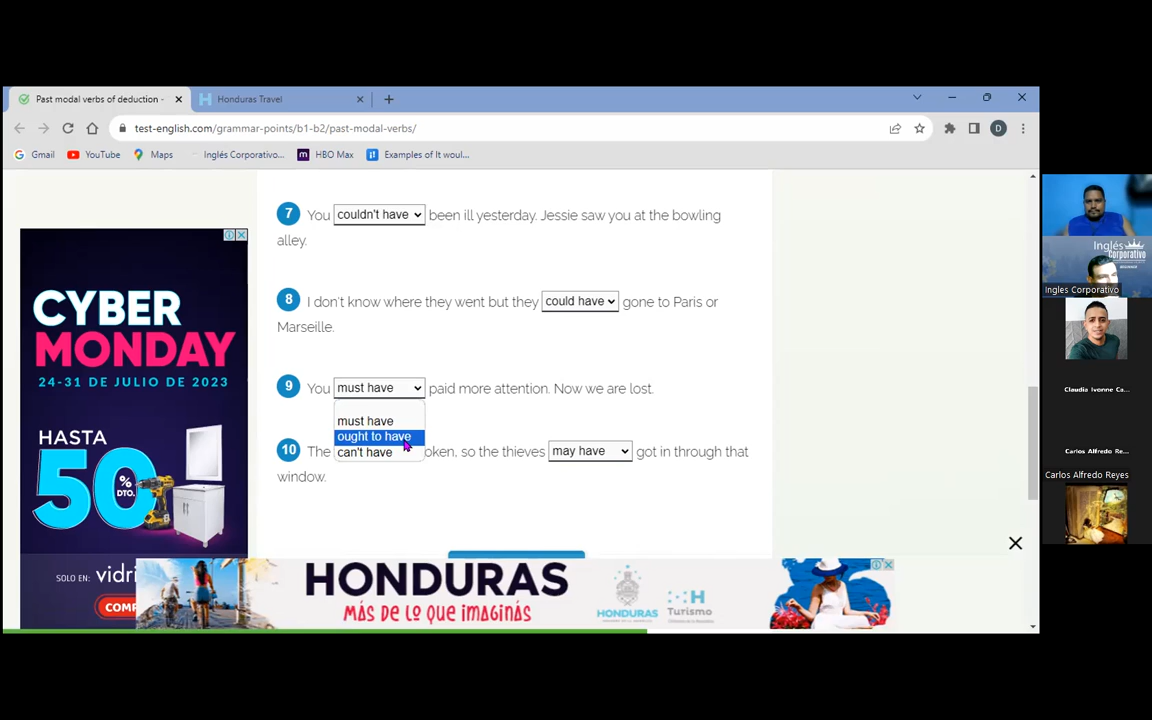 Past modal verbs of deduction -
Honduras Travel
test-english.com/grammar-points/b1-b2/past-modal-verbs/
D
Gmail
YouTube
Maps
Inglés Corporativo...
HBO Max
Examples of It woul...
7 You couldn't have been ill yesterday. Jessie saw you at the bowling
alley.
8 I don't know where they went but they could have gone to Paris or
Marseille.
9 You must have paid more attention. Now we are lost.
must have
ought to have
can't have
10 The oken, so the thieves may have got in through that
window.
CYBER
MONDAY
24-31 DE JULIO DE 2023
HASTA
50 % DTO.
SOLO EN: vidri
COMP
HONDURAS
MÁS DE LO QUE IMAGINÁS
HONDURAS
Turismo
Inglés
Corporativo
Ingles Corporativo
Claudia Ivonne Ca...
Carlos Alfredo Re...
Carlos Alfredo Reyes